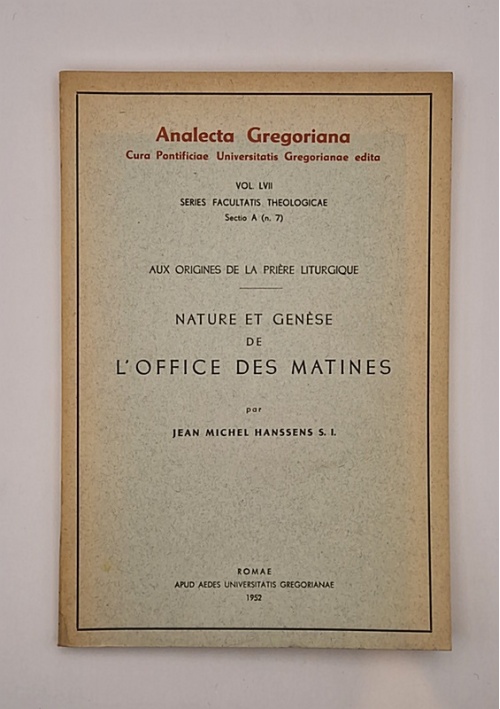 Analecta Gregoriana
Cura Pontificiae Universitatis Gregorianae edita
VOL. LVII
SERIES FACULTATIS THEOLOGICAE
Sectio A (n. 7)
AUX ORIGINES DE LA PRIÈRE LITURGIQUE
NATURE ET GENÈSE
DE
L'OFFICE DES MATINES
par
JEAN MICHEL HANSSENS S. I.
ROMAE
APUD AEDES UNIVERSITATIS GREGORIANAE
1952